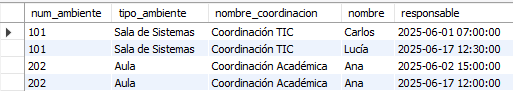 num_ambiente tipo_ambiente nombre_coordinacion nombre responsable
101 Sala de Sistemas Coordinación TIC Carlos 2025-06-01 07:00:00
101 Sala de Sistemas Coordinación TIC Lucía 2025-06-17 12:30:00
202 Aula Coordinación Académica Ana 2025-06-02 15:00:00
202 Aula Coordinación Académica Ana 2025-06-17 12:00:00